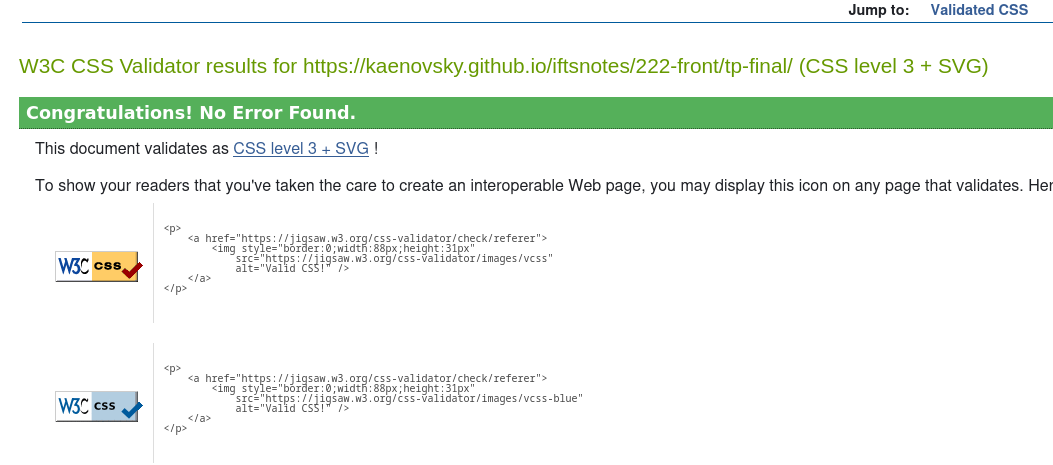 Jump to: Validated CSS
W3C CSS Validator results for https://kaenovsky.github.io/iftsnotes/222-front/tp-final/ (CSS level 3 + SVG)
Congratulations! No Error Found.
This document validates as CSS level 3 + SVG !
To show your readers that you've taken the care to create an interoperable Web page, you may display this icon on any page that validates. Her
<p>
<a href="https://jigsaw.w3.org/css-validator/check/referer">
<img style="border:0;width:88px;height:31px"
W3C css
src="https://jigsaw.w3.org/css-validator/images/vcss"
alt="Valid CSS!" />
</a>
</p>
<p>
<a href="https://jigsaw.w3.org/css-validator/check/referer">
<img style="border:0;width:88px;height:31px"
src="https://jigsaw.w3.org/css-validator/images/vcss-blue"
W3C css
alt="Valid CSS!" />
</a>
</p>